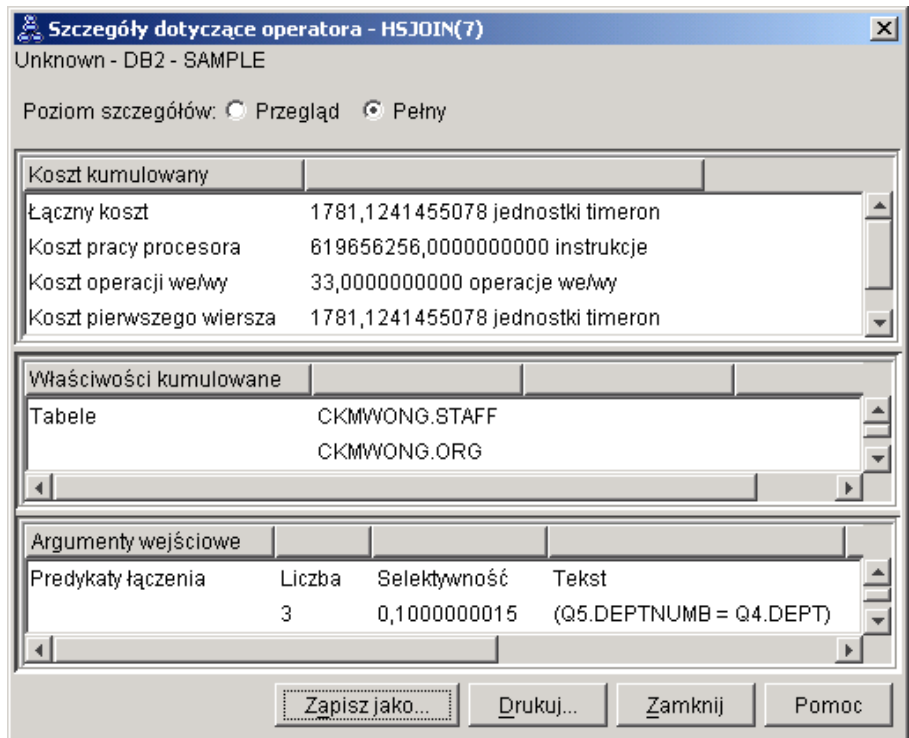 Szczegóły dotyczące operatora - HSJOIN(7)
Unknown - DB2 - SAMPLE
Poziom szczegółów: Przegląd Pełny
Koszt kumulowany
Łączny koszt 1781,1241455078 jednostki timeron
Koszt pracy procesora 619656256,0000000000 instrukcje
Koszt operacji we/wy 33,0000000000 operacje we/wy
Koszt pierwszego wiersza 1781,1241455078 jednostki timeron
Właściwości kumulowane
Tabele CKMWONG.STAFF
CKMWONG.ORG
Argumenty wejściowe
Predykaty łączenia Liczba Selektywność Tekst
3 0,1000000015 (Q5.DEPTNUMB = Q4.DEPT)
Zapisz jako... Drukuj... Zamknij Pomoc